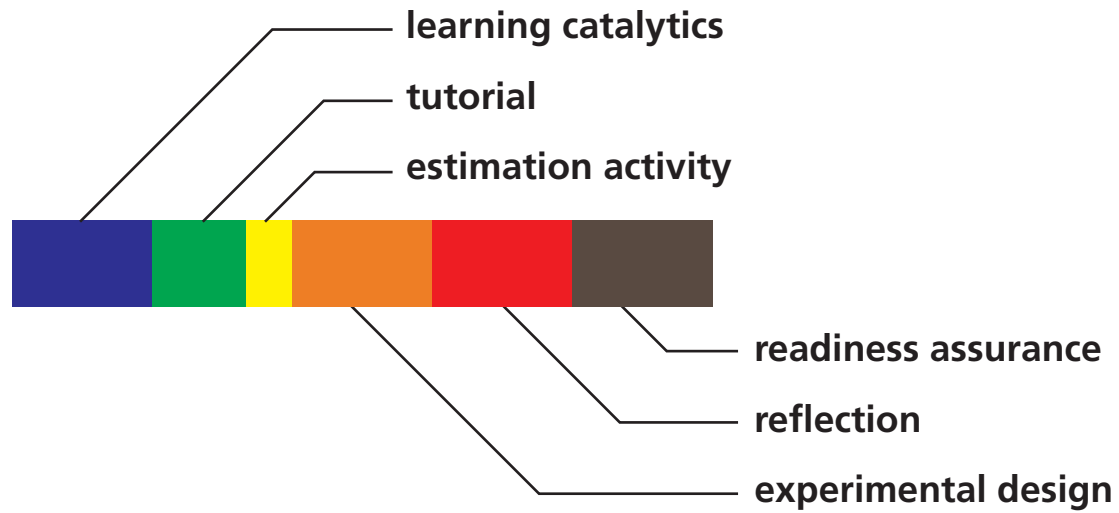 learning catalytics
tutorial
estimation activity
readiness assurance
reflection
experimental design